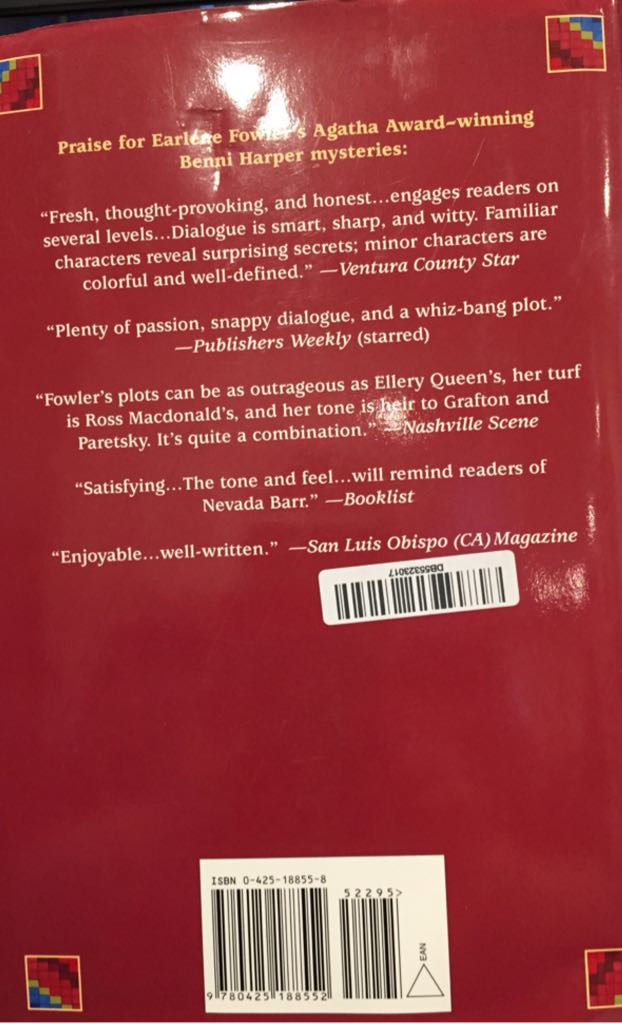 Praise for Earlene Fowler's Agatha Award-winning
Benni Harper mysteries:
"Fresh, thought-provoking, and honest...engages readers on
several levels...Dialogue is smart, sharp, and witty. Familiar
characters reveal surprising secrets; minor characters are
colorful and well-defined." —Ventura County Star
"Plenty of passion, snappy dialogue, and a whiz-bang plot."
—Publishers Weekly (starred)
"Fowler's plots can be as outrageous as Ellery Queen's, her turf
is Ross Macdonald's, and her tone is heir to Grafton and
Paretsky. It's quite a combination." —Nashville Scene
"Satisfying...The tone and feel...will remind readers of
Nevada Barr." —Booklist
"Enjoyable...well-written." —San Luis Obispo (CA) Magazine
DB55323017
ISBN 0-425-18855-8
52295>
EAN
9 780425 188552